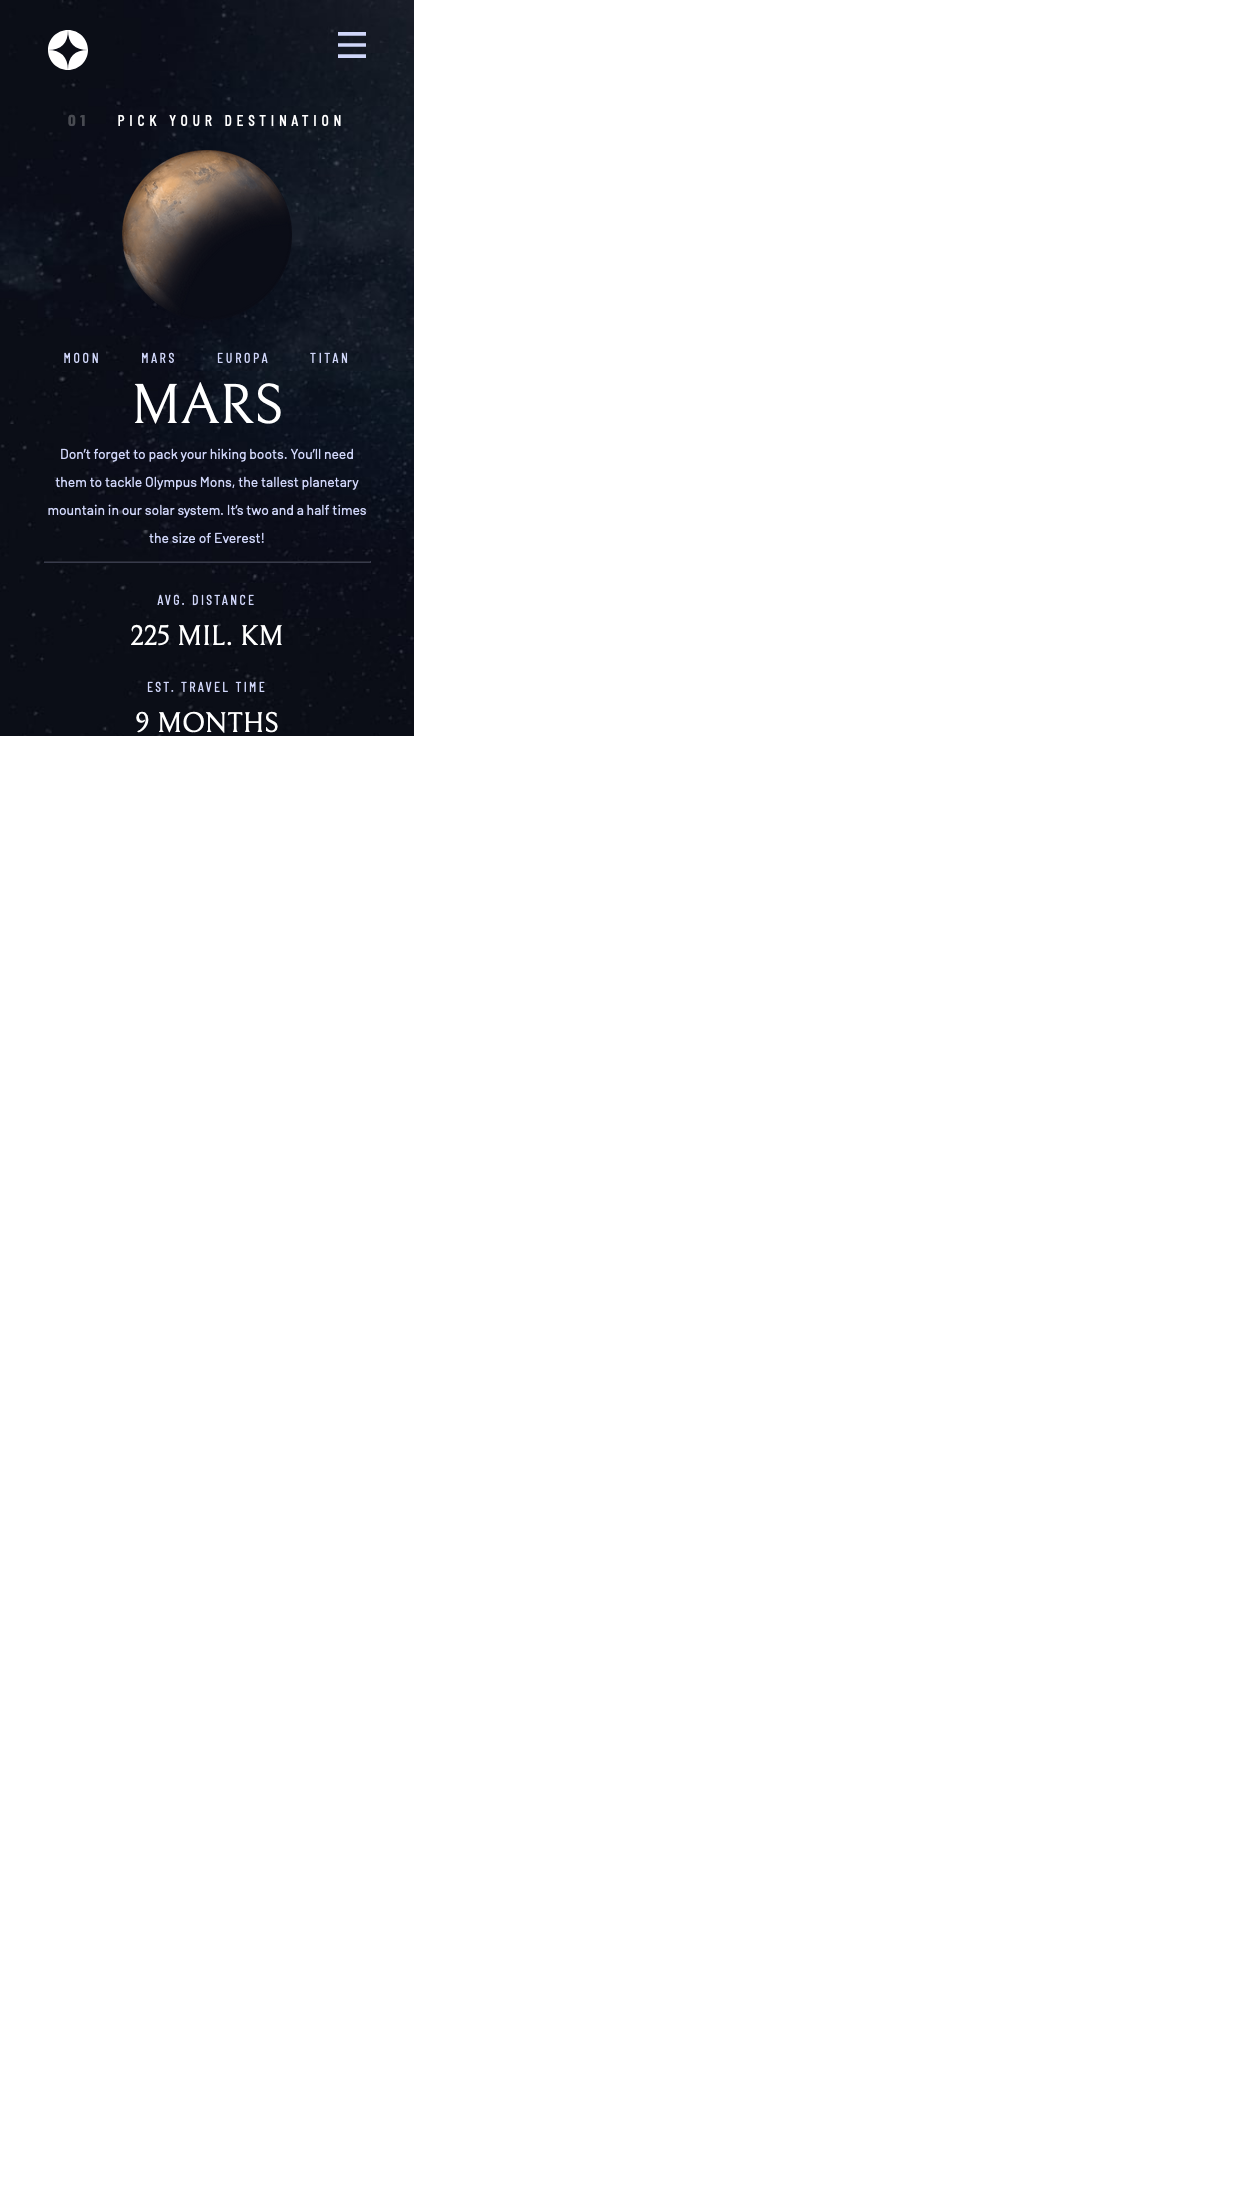 01 PICK YOUR DESTINATION
MOON MARS EUROPA TITAN
MARS
Don't forget to pack your hiking boots. You'll need
them to tackle Olympus Mons, the tallest planetary
mountain in our solar system. It's two and a half times
the size of Everest!
AVG. DISTANCE
225 MIL. KM
EST. TRAVEL TIME
9 MONTHS